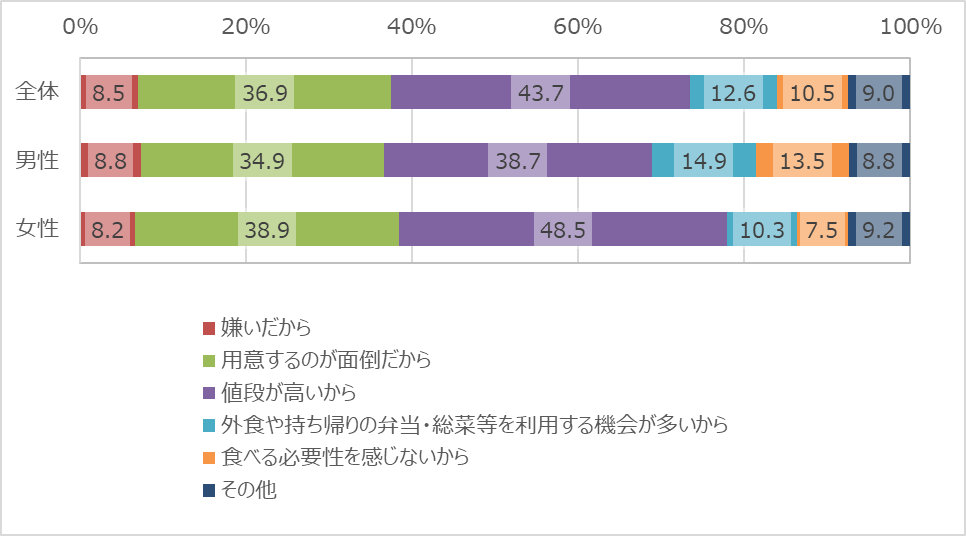 0% 20% 40% 60% 80% 100%
全体 8.5 36.9 43.7 12.6 10.5 9.0
男性 8.8 34.9 38.7 14.9 13.5 8.8
女性 8.2 38.9 48.5 10.3 7.5 9.2
嫌いだから
用意するのが面倒だから
値段が高いから
外食や持ち帰りの弁当・総菜等を利用する機会が多いから
食べる必要性を感じないから
その他